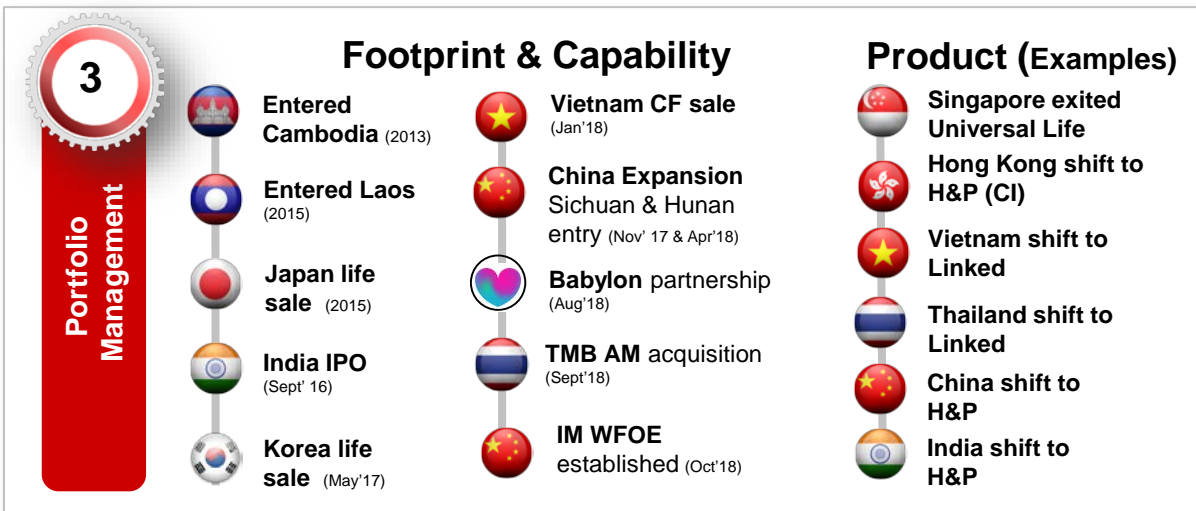 3
Portfolio
Management
Footprint & Capability
Entered
Cambodia (2013)
Entered Laos
(2015)
Japan life
sale (2015)
India IPO
(Sept' 16)
Korea life
sale (May'17)
Vietnam CF sale
(Jan'18)
China Expansion
Sichuan & Hunan
entry (Nov' 17 & Apr'18)
Babylon partnership
(Aug'18)
TMB AM acquisition
(Sept'18)
IM WFOE
established (Oct'18)
Product (Examples)
Singapore exited
Universal Life
Hong Kong shift to
H&P (CI)
Vietnam shift to
Linked
Thailand shift to
Linked
China shift to
H&P
India shift to
H&P